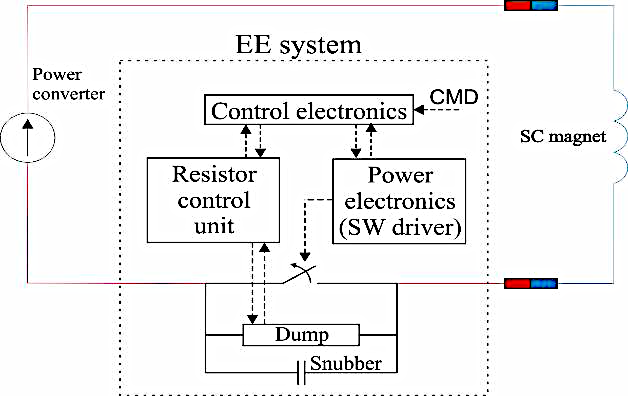 EE system
Power
converter
Control electronics
CMD
SC magnet
Resistor
control
unit
Power
electronics
(SW driver)
Dump
Snubber